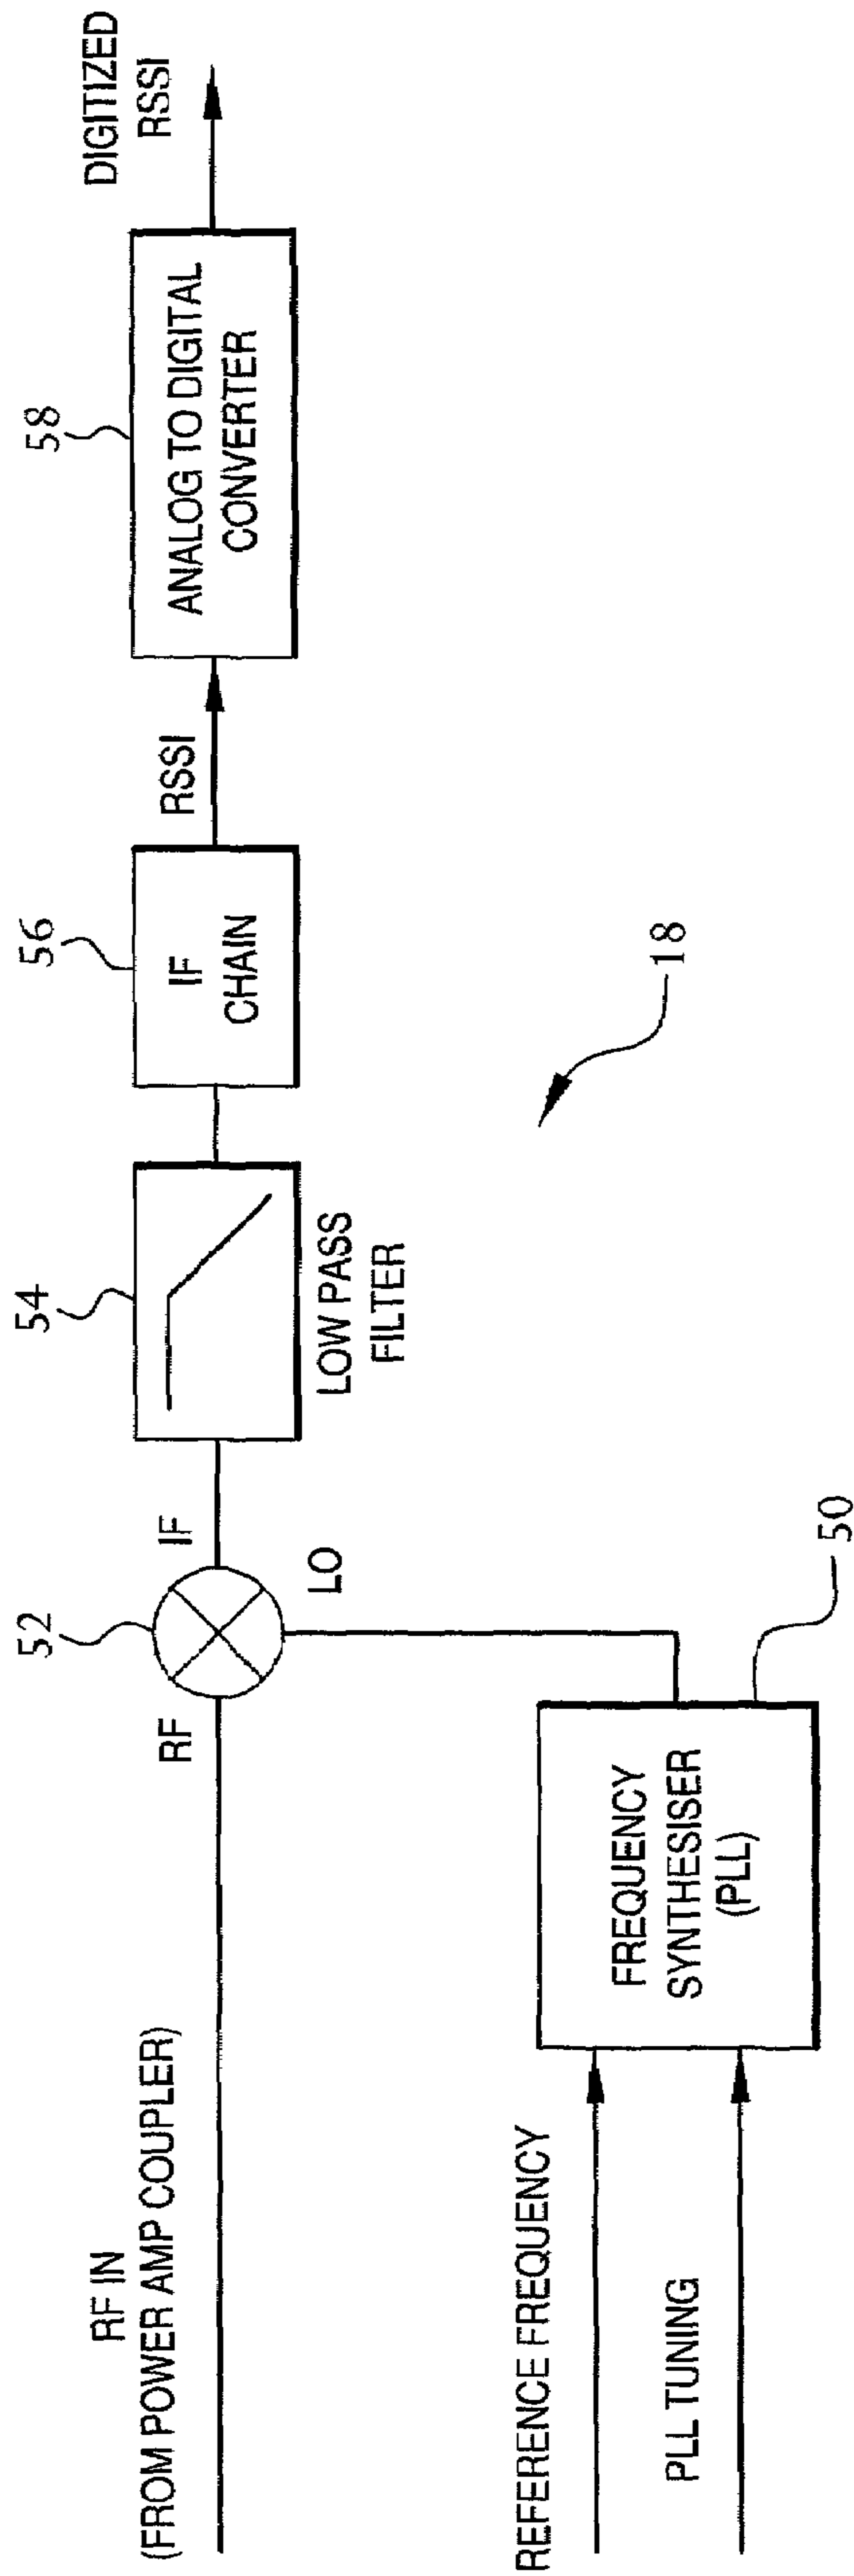 RF IN
(FROM POWER AMP COUPLER)
RF
52
IF
LO
54
LOW PASS
FILTER
56
IF
CHAIN
RSSI
58
ANALOG TO DIGITAL
CONVERTER
DIGITIZED
RSSI
18
REFERENCE FREQUENCY
PLL TUNING
FREQUENCY
SYNTHESISER
(PLL)
50